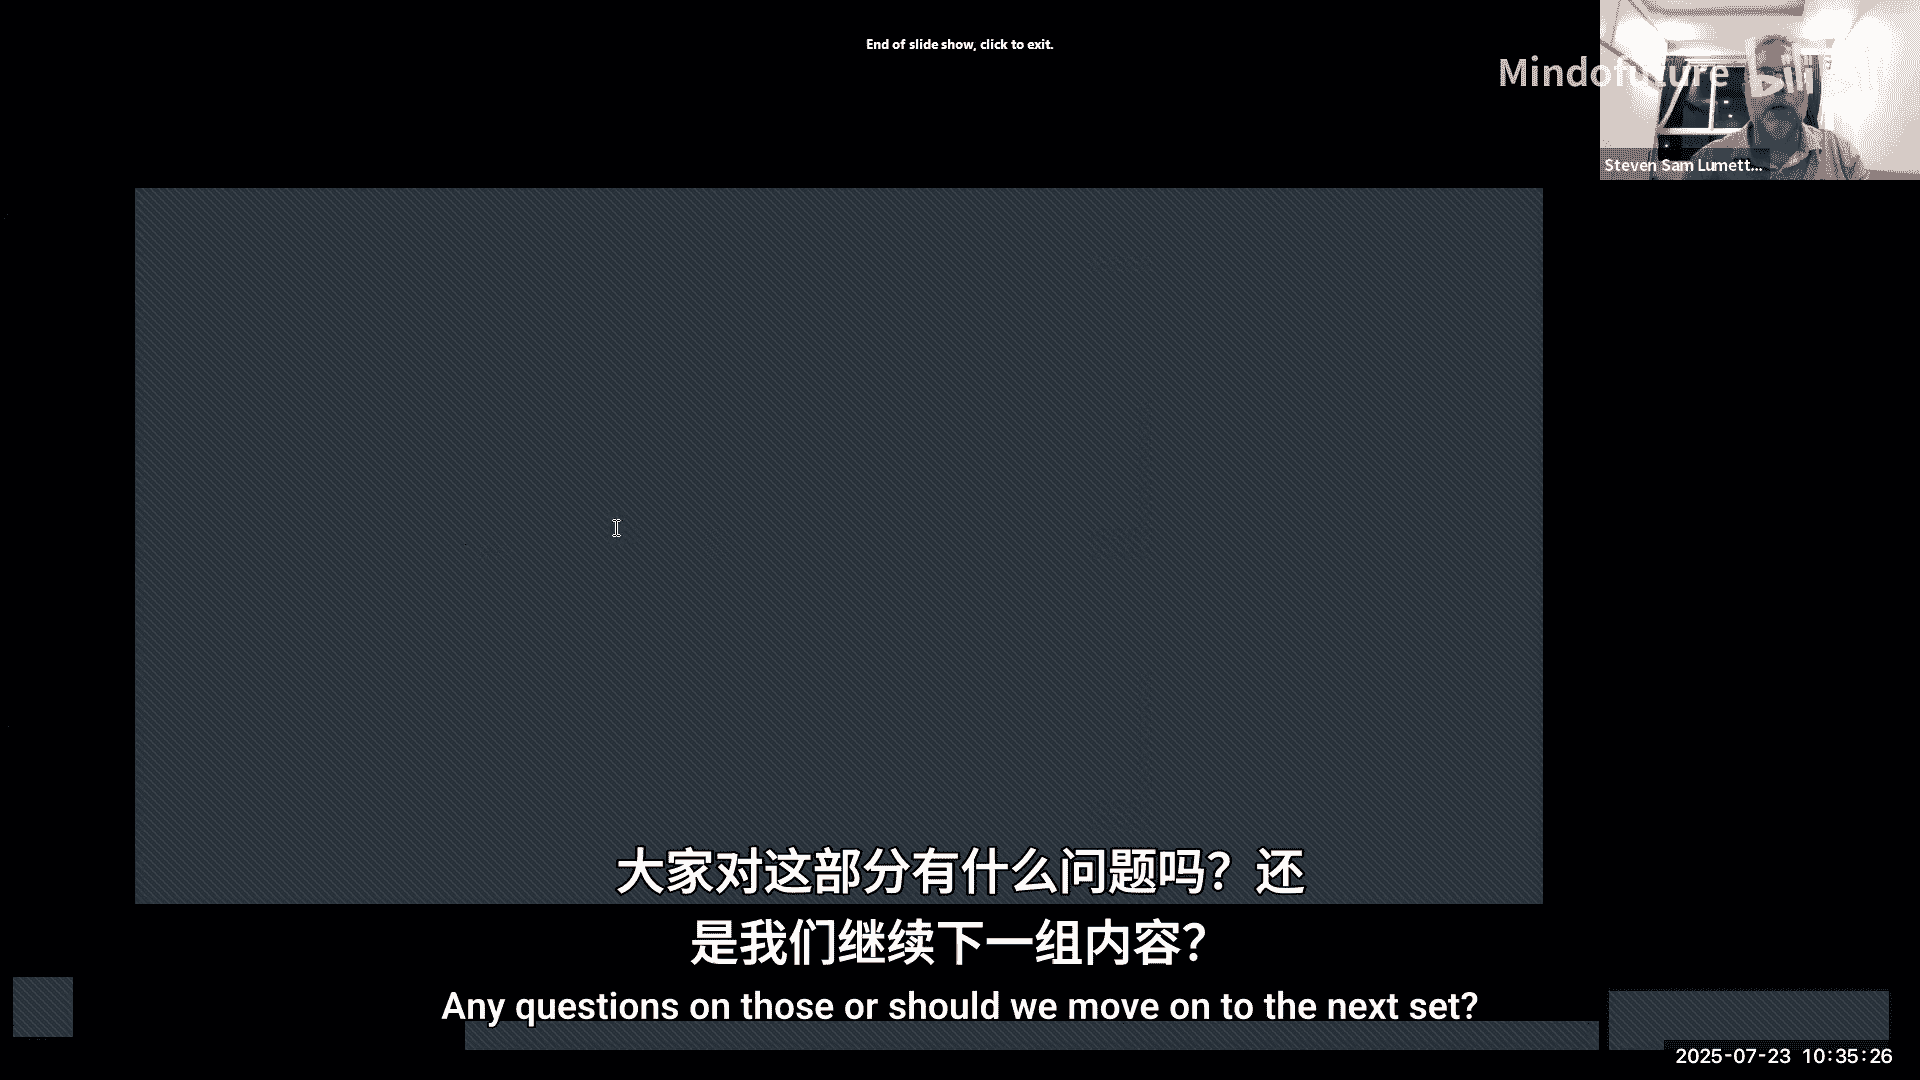 End of slide show, click to exit.
Mindofuture bilibili
Steven Sam Lumett...
大家对这部分有什么问题吗？还
是我们继续下一组内容？
Any questions on those or should we move on to the next set?
2025-07-23 10:35:26